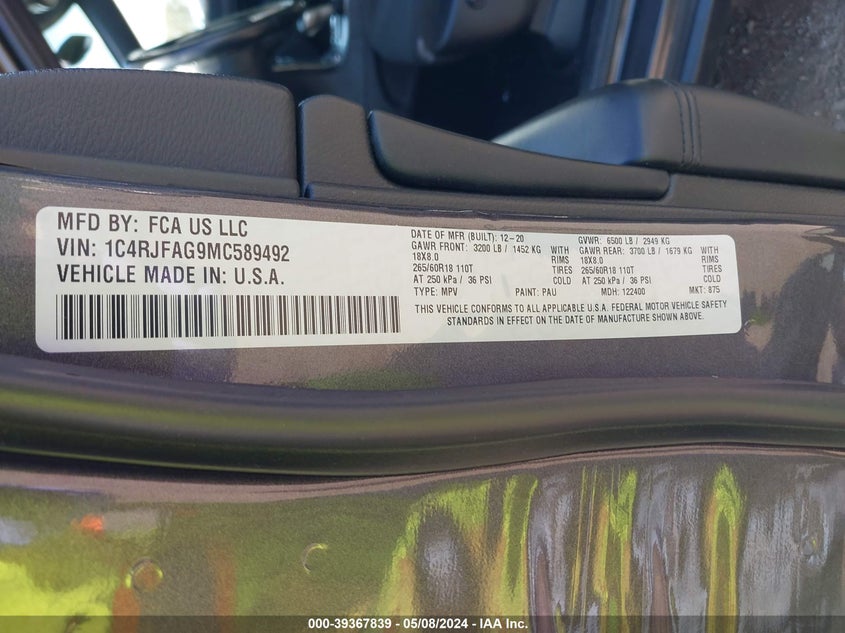 MFD BY: FCA US LLC
VIN: 1C4RJFAG9MC589492
VEHICLE MADE IN: U.S.A.
DATE OF MFR (BUILT): 12-20 GVWR: 6500 LB / 2949 KG
GAWR FRONT: 3200 LB / 1452 KG GAWR REAR: 3700 LB / 1679 KG
18X8.0 RIMS 18X8.0 RIMS
265/60R18 110T TIRES 265/60R18 110T TIRES
AT 250 kPa / 36 PSI COLD AT 250 kPa / 36 PSI COLD
TYPE: MPV PAINT: PAU MDH: 122400 MKT: 875
THIS VEHICLE CONFORMS TO ALL APPLICABLE U.S.A. FEDERAL MOTOR VEHICLE SAFETY
STANDARDS IN EFFECT ON THE DATE OF MANUFACTURE SHOWN ABOVE.
000-39367839 - 05/08/2024 - IAA Inc.